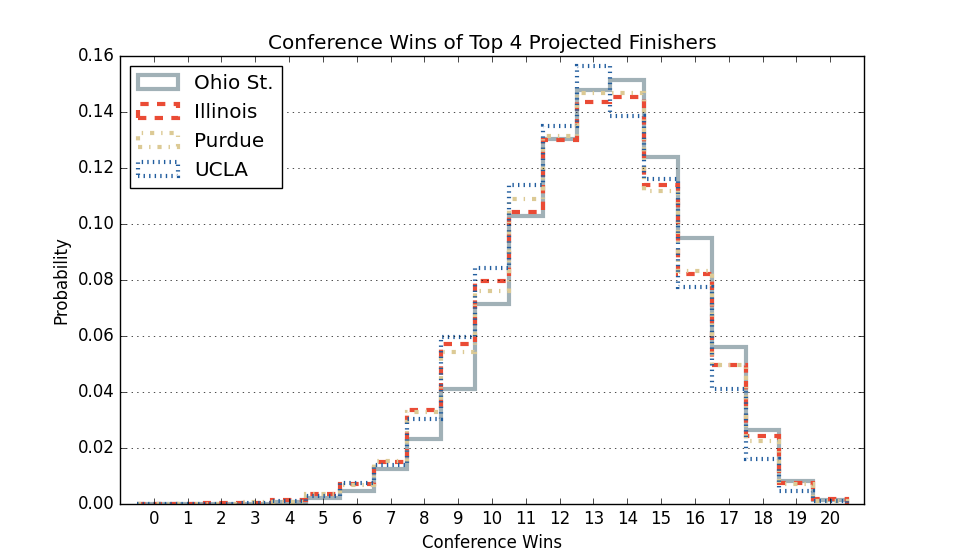 Conference Wins of Top 4 Projected Finishers
Ohio St.
Illinois
Purdue
UCLA
Probability
0.16
0.14
0.12
0.10
0.08
0.06
0.04
0.02
0.00
0 1 2 3 4 5 6 7 8 9 10 11 12 13 14 15 16 17 18 19 20
Conference Wins